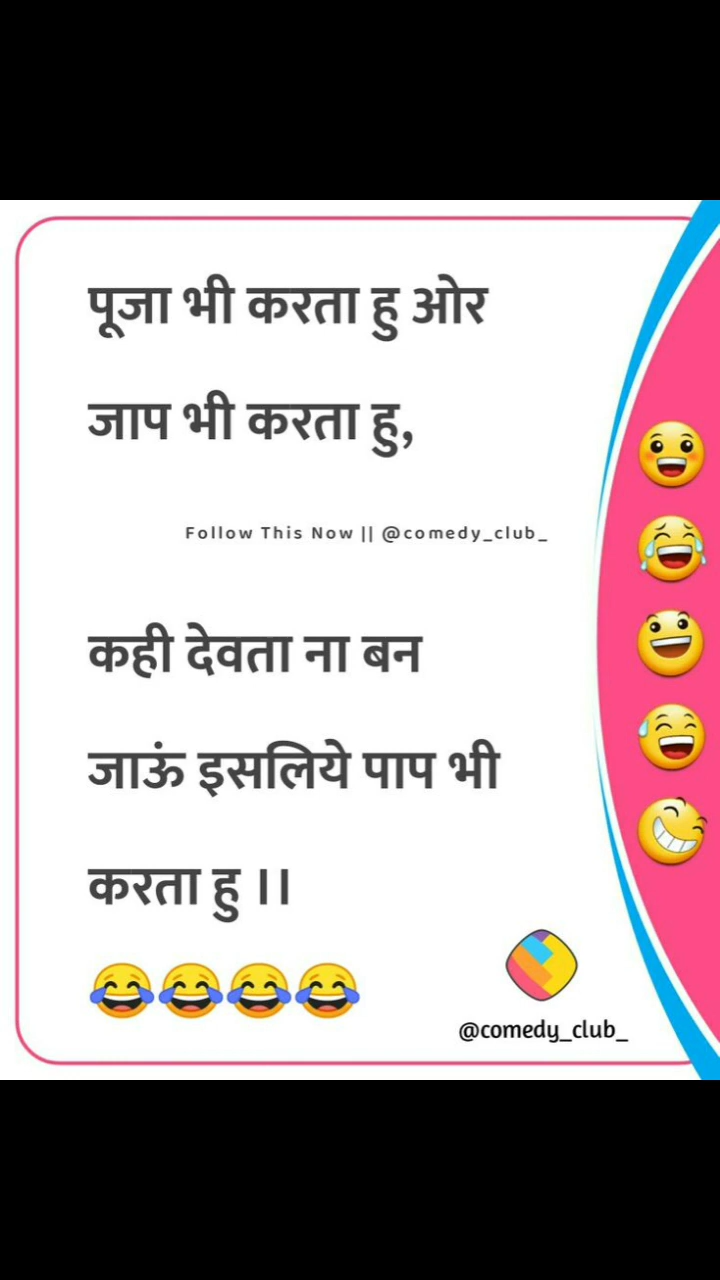 पूजा भी करता हु ओर
जाप भी करता हु,
Follow This Now || @comedy_club_
कही देवता ना बन
जाऊं इसलिये पाप भी
करता हु ।।
@comedy_club_